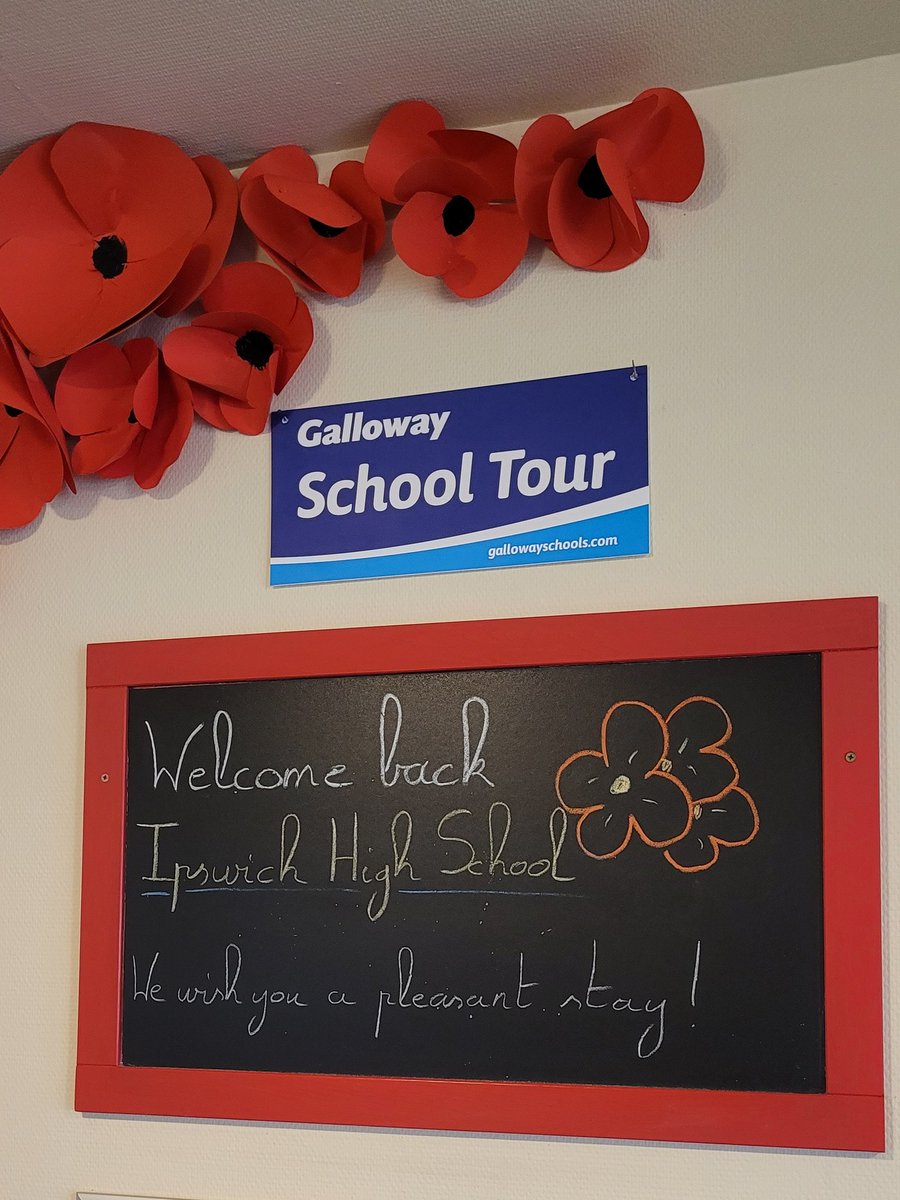 Galloway
School Tour
gallowayschools.com
Welcome back
Ipswich High School
We wish you a pleasant stay!